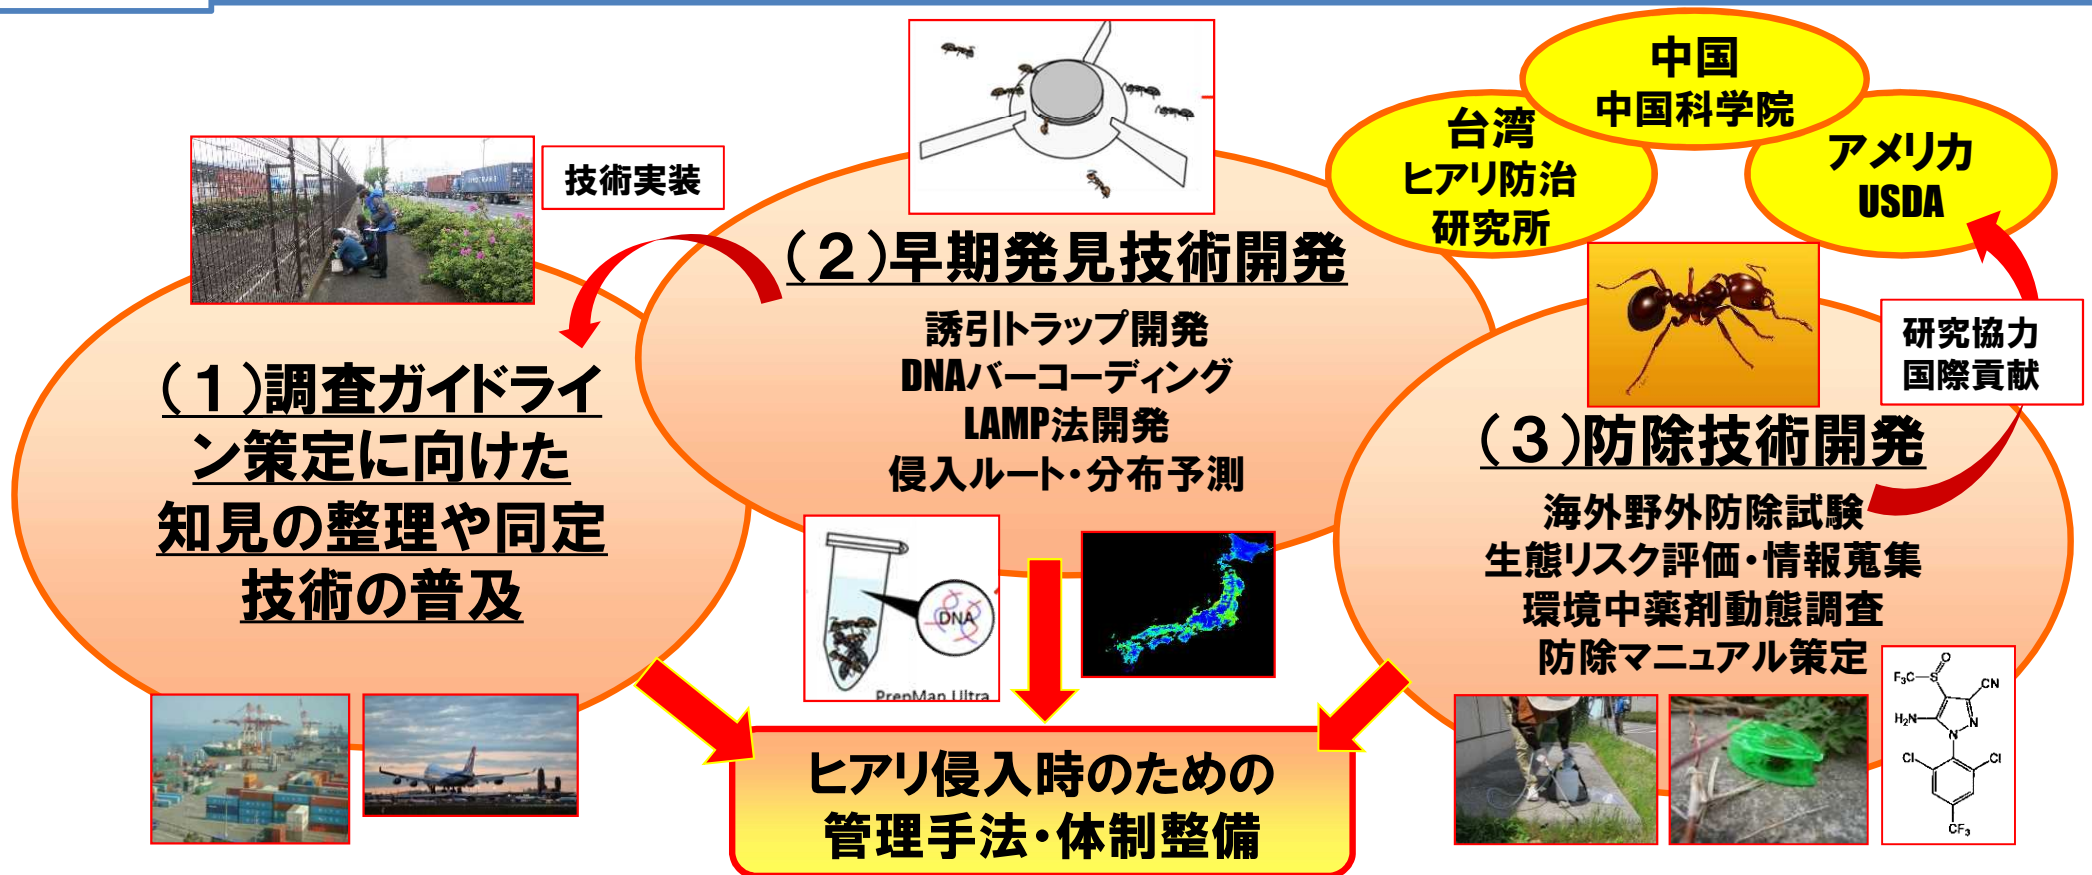 中国
中国科学院
台湾
ヒアリ防治
研究所
アメリカ
USDA
技術実装
(2)早期発見技術開発
誘引トラップ開発
DNAバーコーディング
LAMP法開発
侵入ルート・分布予測
研究協力
国際貢献
(1)調査ガイドライ
ン策定に向けた
知見の整理や同定
技術の普及
(3)防除技術開発
海外野外防除試験
生態リスク評価・情報蒐集
環境中薬剤動態調査
防除マニュアル策定
DNA
PrepMan Ultra
O
F₃C
S
CN
H₂N
N
N
Cl
Cl
CF₃
ヒアリ侵入時のための
管理手法・体制整備